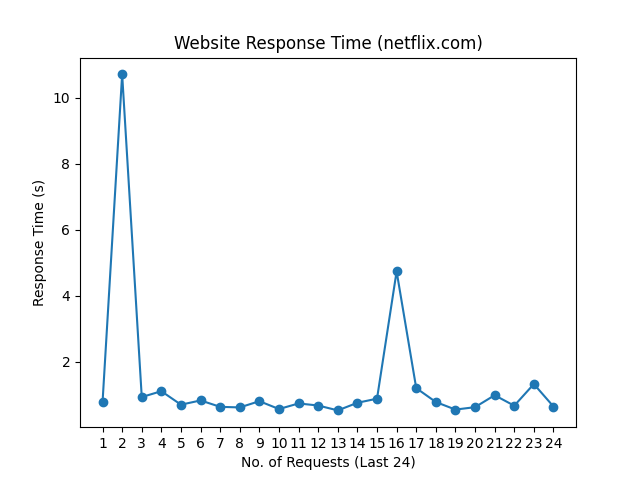 Website Response Time (netflix.com)
Response Time (s)
10
8
6
4
2
1 2 3 4 5 6 7 8 9 10 11 12 13 14 15 16 17 18 19 20 21 22 23 24
No. of Requests (Last 24)